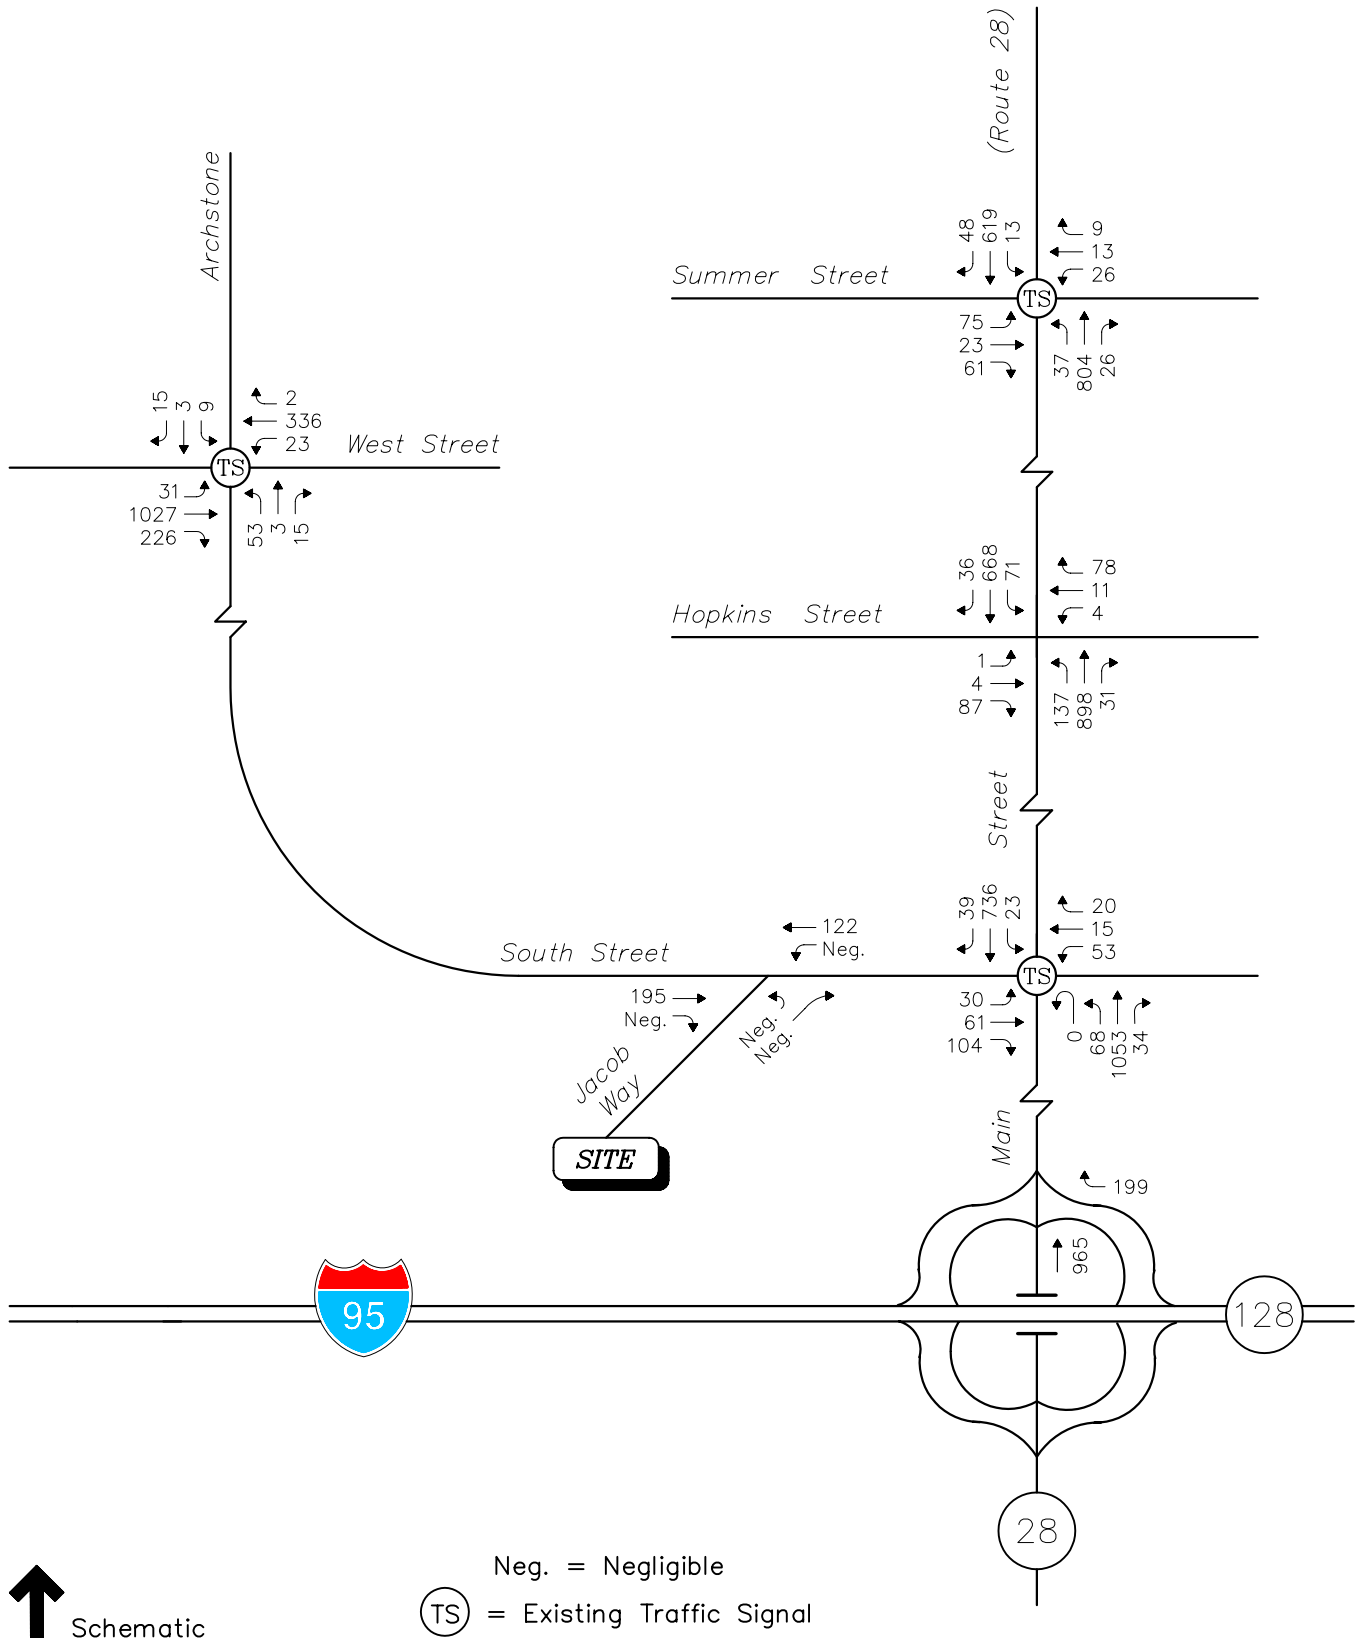 (Route 28)
Archstone
48
619
13
9
13
26
Summer Street
TS
75
23
61
37
804
26
15
3
9
2
336
23
West Street
TS
31
1027
226
53
3
15
36
668
71
78
11
4
Hopkins Street
1
4
87
137
898
31
Street
39
736
23
20
15
53
122
Neg.
South Street
TS
195
Neg.
Neg.
Neg.
30
61
104
0
68
1053
34
Jacob
Way
Main
SITE
199
965
95
128
28
Neg. = Negligible
TS = Existing Traffic Signal
Schematic